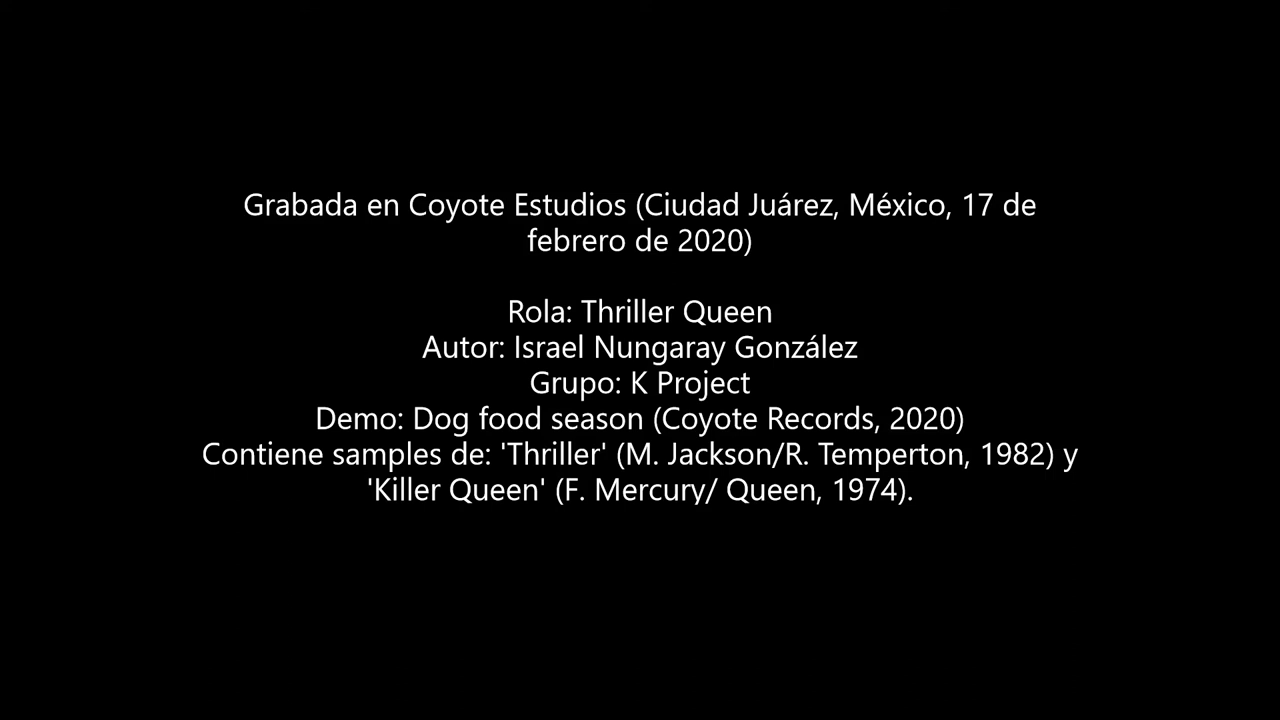 Grabada en Coyote Estudios (Ciudad Juárez, México, 17 de
febrero de 2020)
Rola: Thriller Queen
Autor: Israel Nungaray González
Grupo: K Project
Demo: Dog food season (Coyote Records, 2020)
Contiene samples de: 'Thriller' (M. Jackson/R. Temperton, 1982) y
'Killer Queen' (F. Mercury/ Queen, 1974).